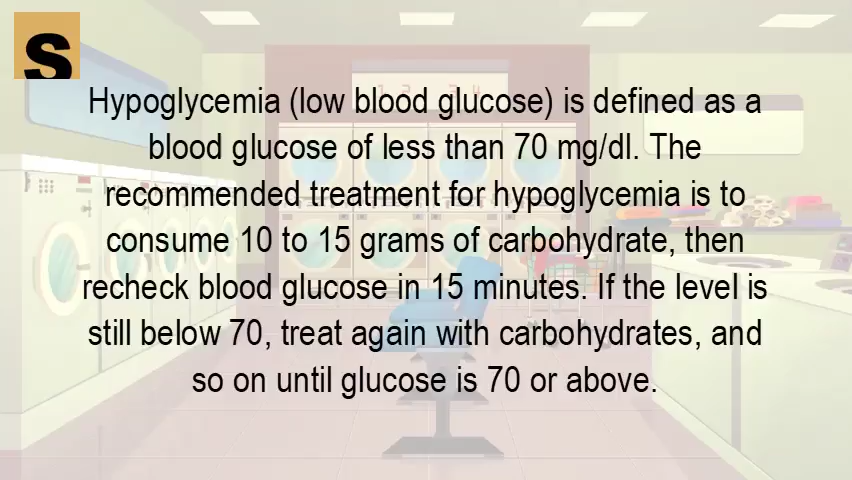 S
Hypoglycemia (low blood glucose) is defined as a
blood glucose of less than 70 mg/dl. The
recommended treatment for hypoglycemia is to
consume 10 to 15 grams of carbohydrate, then
recheck blood glucose in 15 minutes. If the level is
still below 70, treat again with carbohydrates, and
so on until glucose is 70 or above.